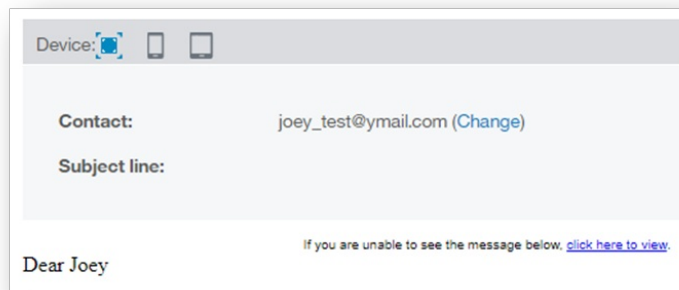 Device:
Contact: joey_test@ymail.com (Change)
Subject line:
If you are unable to see the message below, click here to view.
Dear Joey